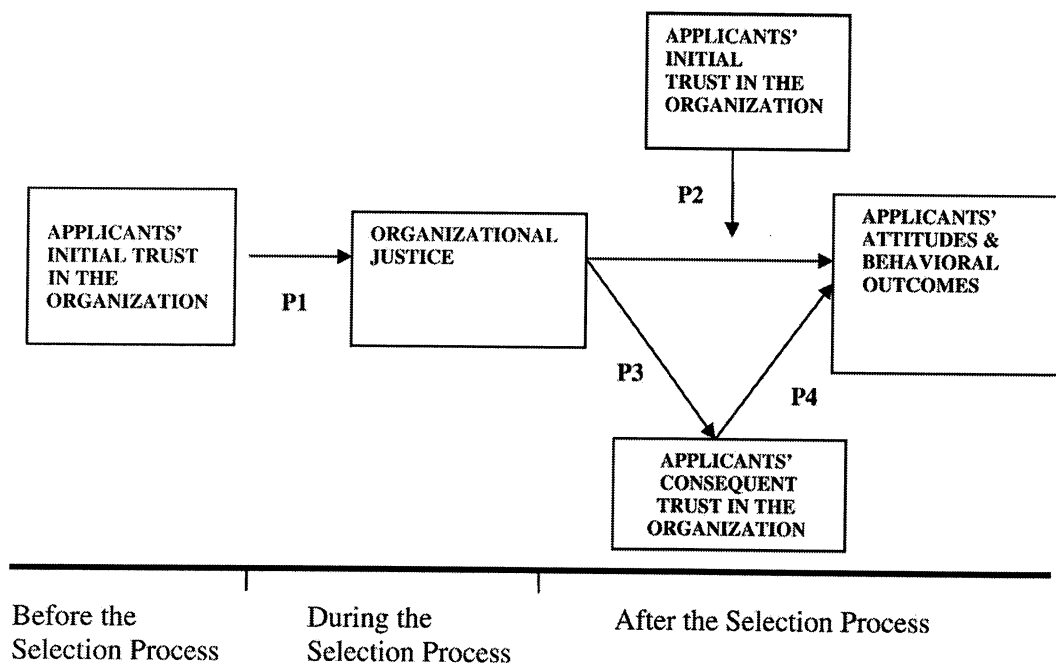 APPLICANTS'
INITIAL
TRUST IN THE
ORGANIZATION
P2
APPLICANTS'
INITIAL TRUST
IN THE
ORGANIZATION
P1
ORGANIZATIONAL
JUSTICE
APPLICANTS'
ATTITUDES &
BEHAVIORAL
OUTCOMES
P3
P4
APPLICANTS'
CONSEQUENT
TRUST IN THE
ORGANIZATION
Before the
Selection Process
During the
Selection Process
After the Selection Process